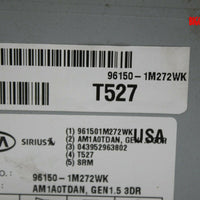 96150-1M272WK
T527
SIRIUS
(1) 961501M272WK
(2) AM1A0TDAN, GEN1.5 3DR
(3) 043952963802
(4) T527
(5) SRM
USA
96150-1M272WK
AM1A0TDAN, GEN1.5 3DR